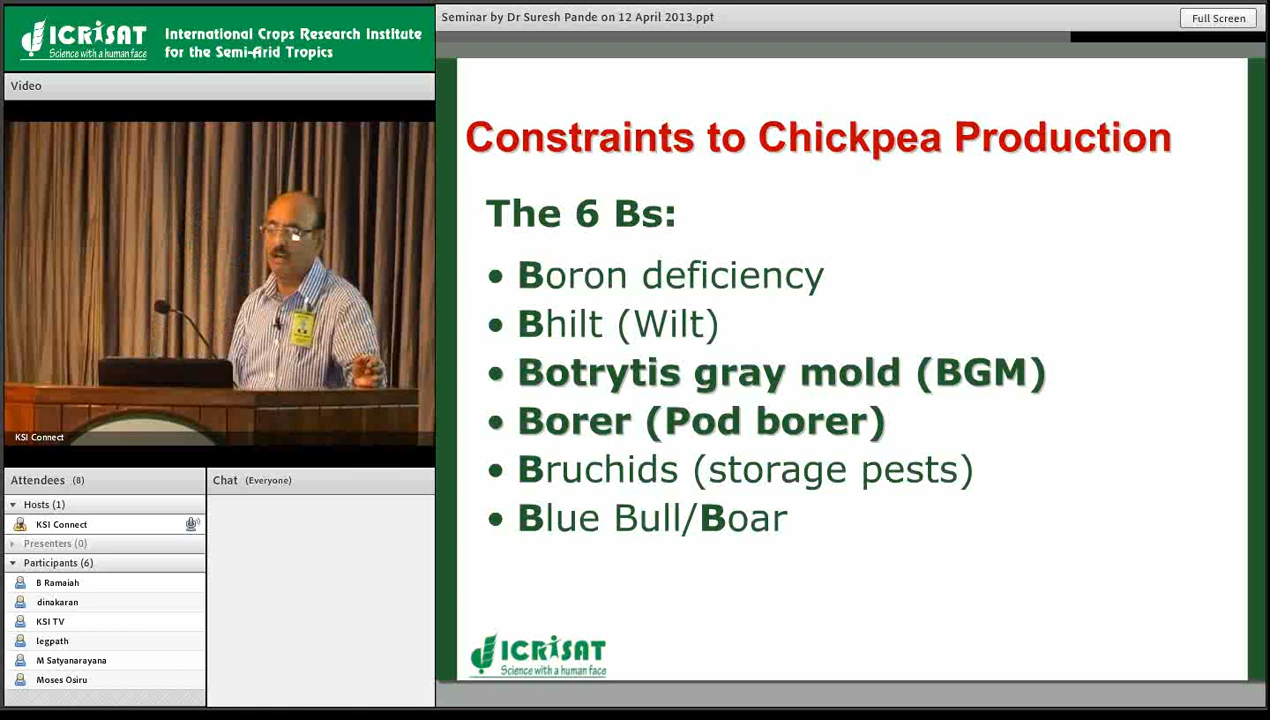 ICRISAT
Science with a human face
International Crops Research Institute
for the Semi-Arid Tropics
Seminar by Dr Suresh Pande on 12 April 2013.ppt
Full Screen
Video
KSI Connect
Attendees (8)
Hosts (1)
KSI Connect
Presenters (0)
Participants (6)
B Ramaiah
dinakaran
KSI TV
legpath
M Satyanarayana
Moses Osiru
Chat (Everyone)
Constraints to Chickpea Production
The 6 Bs:
• Boron deficiency
• Bhilt (Wilt)
• Botrytis gray mold (BGM)
• Borer (Pod borer)
• Bruchids (storage pests)
• Blue Bull/Boar
ICRISAT
Science with a human face